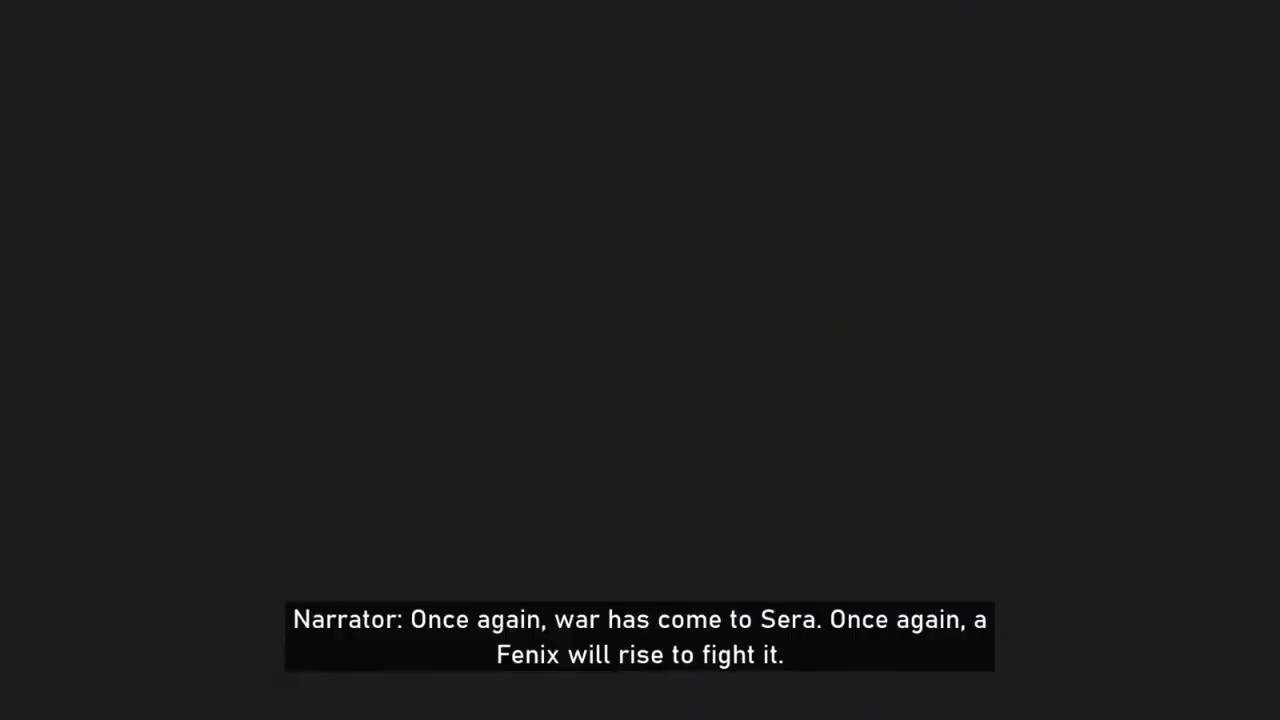 Narrator: Once again, war has come to Sera. Once again, a
Fenix will rise to fight it.